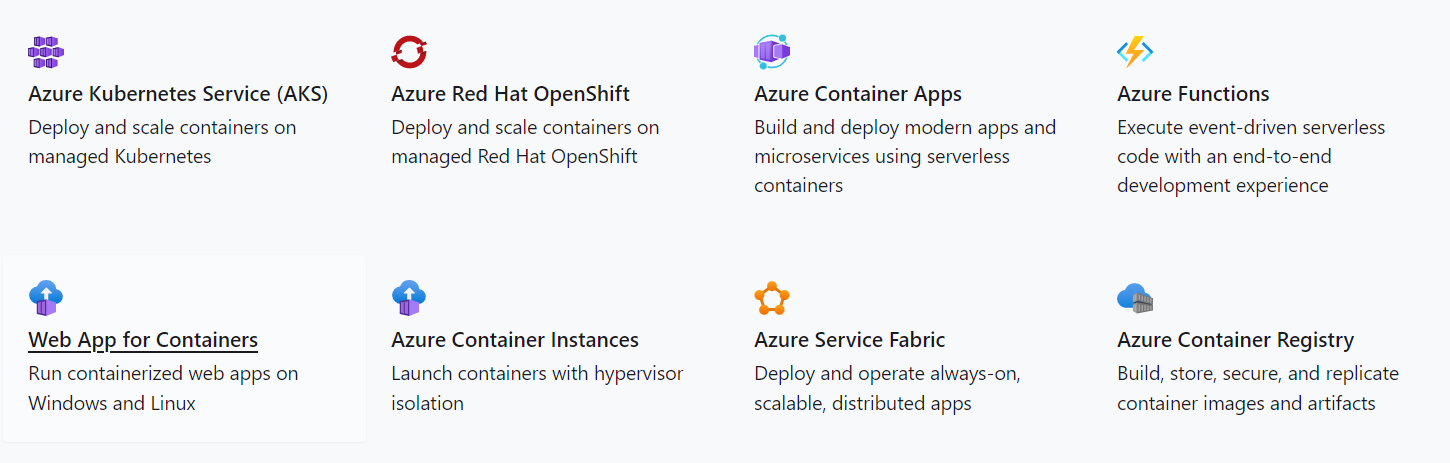 Azure Kubernetes Service (AKS)
Deploy and scale containers on
managed Kubernetes
Azure Red Hat OpenShift
Deploy and scale containers on
managed Red Hat OpenShift
Azure Container Apps
Build and deploy modern apps and
microservices using serverless
containers
Azure Functions
Execute event-driven serverless
code with an end-to-end
development experience
Web App for Containers
Run containerized web apps on
Windows and Linux
Azure Container Instances
Launch containers with hypervisor
isolation
Azure Service Fabric
Deploy and operate always-on,
scalable, distributed apps
Azure Container Registry
Build, store, secure, and replicate
container images and artifacts